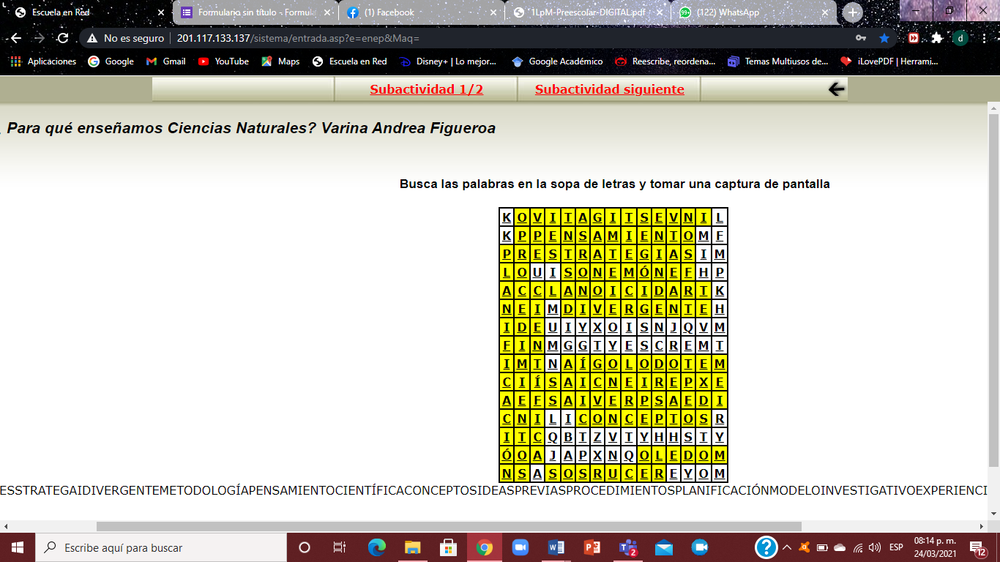 Escuela en Red
Formulario sin título - Formula
(1) Facebook
1LpM-Preescolar-DIGITAL.pdf
(122) WhatsApp
No es seguro 201.117.133.137/sistema/entrada.asp?e=enep&Maq=
Aplicaciones Google Gmail YouTube Maps Escuela en Red Disney+ | Lo mejor... Google Académico Reescribe, reordena... Temas Multiusos de... iLovePDF | Herrami...
Subactividad 1/2 Subactividad siguiente
Para qué enseñamos Ciencias Naturales? Varina Andrea Figueroa
Busca las palabras en la sopa de letras y tomar una captura de pantalla
K O V I T A G I T S E V N I L
K P P E N S A M I E N T O M F
P R E S T R A T E G I A S I M
L O U I S O N E M Ó N E F H P
A C C L A N O I C I D A R T K
N E I M D I V E R G E N T E H
I D E U I Y X O I S N J Q V M
F I N M G G T Y E S C R E M T
I M T N A Í G O L O D O T E M
C I Í S A I C N E I R E P X E
A E F S A I V E R P S A E D I
C N I L I C O N C E P T O S R
I T C Q B T Z V T Y H H S T Y
Ó O A J A P X N Q O L E D O M
N S A S O S R U C E R E Y O M
ESSTRATEGAIDIVERGENTEMETODOLOGÍAPENSAMIENTOCIENTÍFICACONCEPTOSIDEASPREVIASPROCEDIMIENTOSPLANIFICACIÓNMODELOINVESTIGATIVOEXPERIENCI
Escribe aquí para buscar
2
ESP
08:14 p. m.
24/03/2021
12